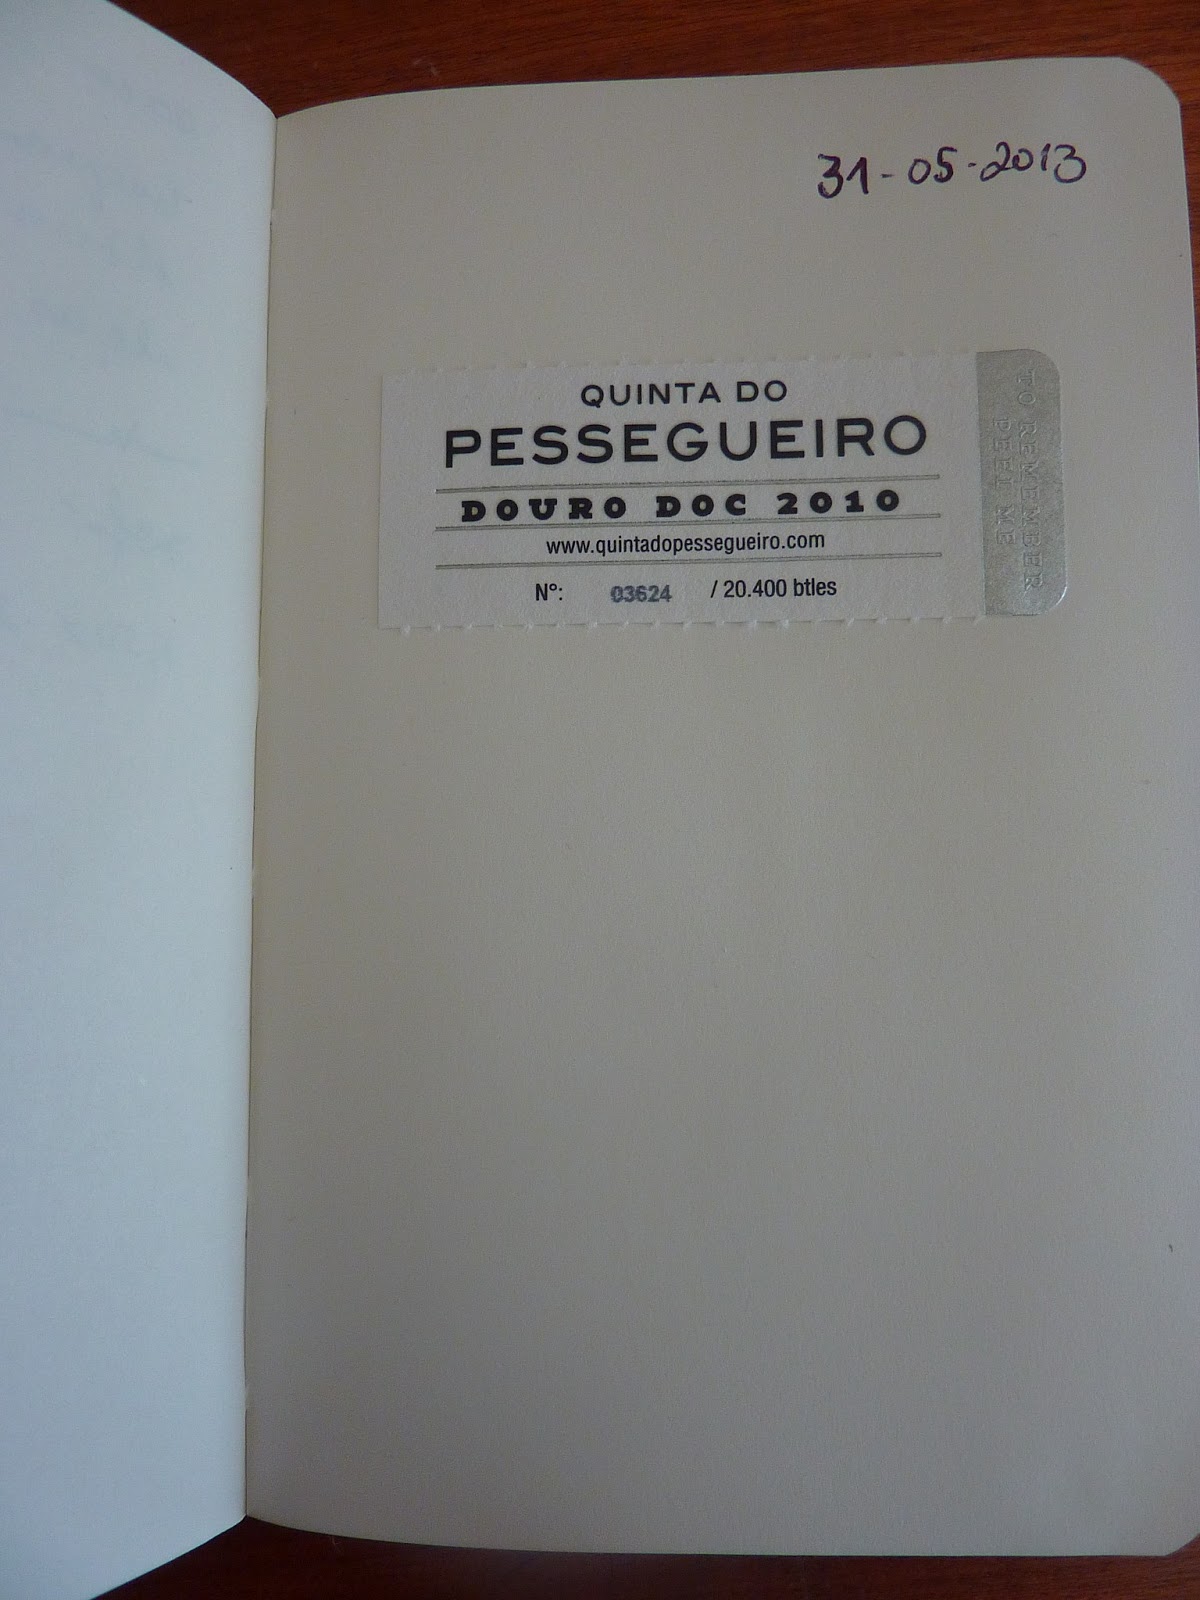 31-05-2013
QUINTA DO
PESSEGUEIRO
DOURO DOC 2010
www.quintadopessegueiro.com
Nº: 03624 / 20.400 btles
TO REMEMBER
PEEL ME